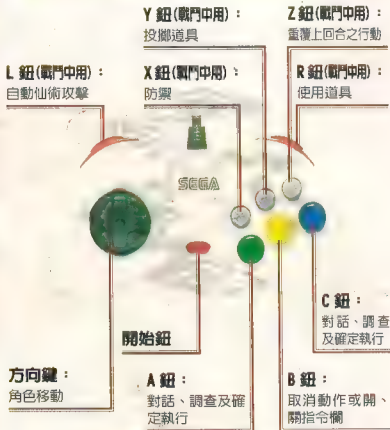 Y 鈕(戰鬥中用)：
投擲道具
Z 鈕(戰鬥中用)：
重覆上回合之行動
L 鈕(戰鬥中用)：
自動仙術攻擊
X 鈕(戰鬥中用)：
防禦
R 鈕(戰鬥中用)：
使用道具
SEGA
C 鈕：
對話、調查
及確定執行
開始鈕
方向鍵：
角色移動
A 鈕：
對話、調查及確
定執行
B 鈕：
取消動作或開、
關指令欄